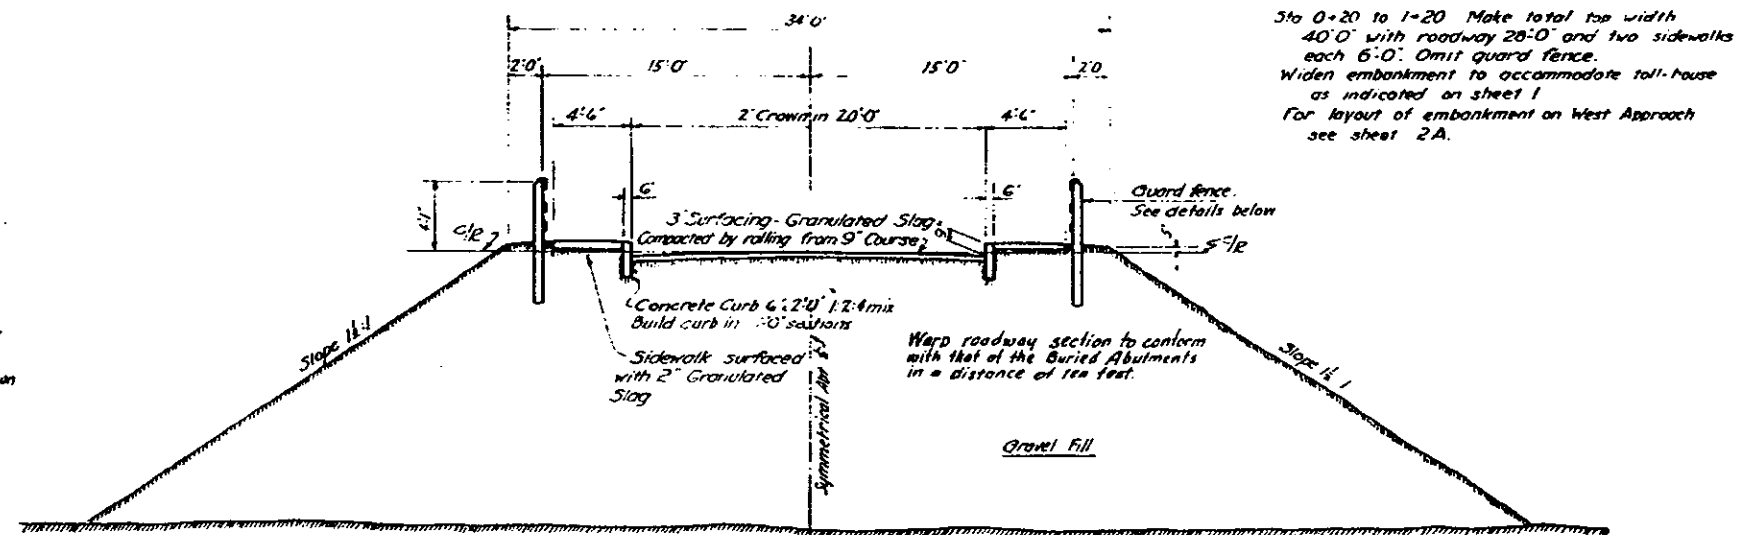 34'-0"
Sta 0+20 to 1+20 Make total top width
40'0" with roadway 28'-0" and two sidewalks
each 6'-0". Omit guard fence.
Widen embankment to accommodate toll-house
as indicated on sheet 1
For layout of embankment on West Approach
see sheet 2A.
2'0"
15'-0"
15'-0"
2'0
4'-6"
2" Crown in 20'-0"
4'-6"
6"
6"
Guard fence.
See details below
3" Surfacing - Granulated Slag
Compacted by rolling from 9" Course
Concrete Curb 6"x2'-0" 1:2:4 mix
Build curb in sections
Sidewalk surfaced
with 2" Granulated
Slag
Warp roadway section to conform
with that of the Buried Abutments
in a distance of ten feet.
Slope 1½:1
Slope 1½:1
Symmetrical Abt
Gravel Fill